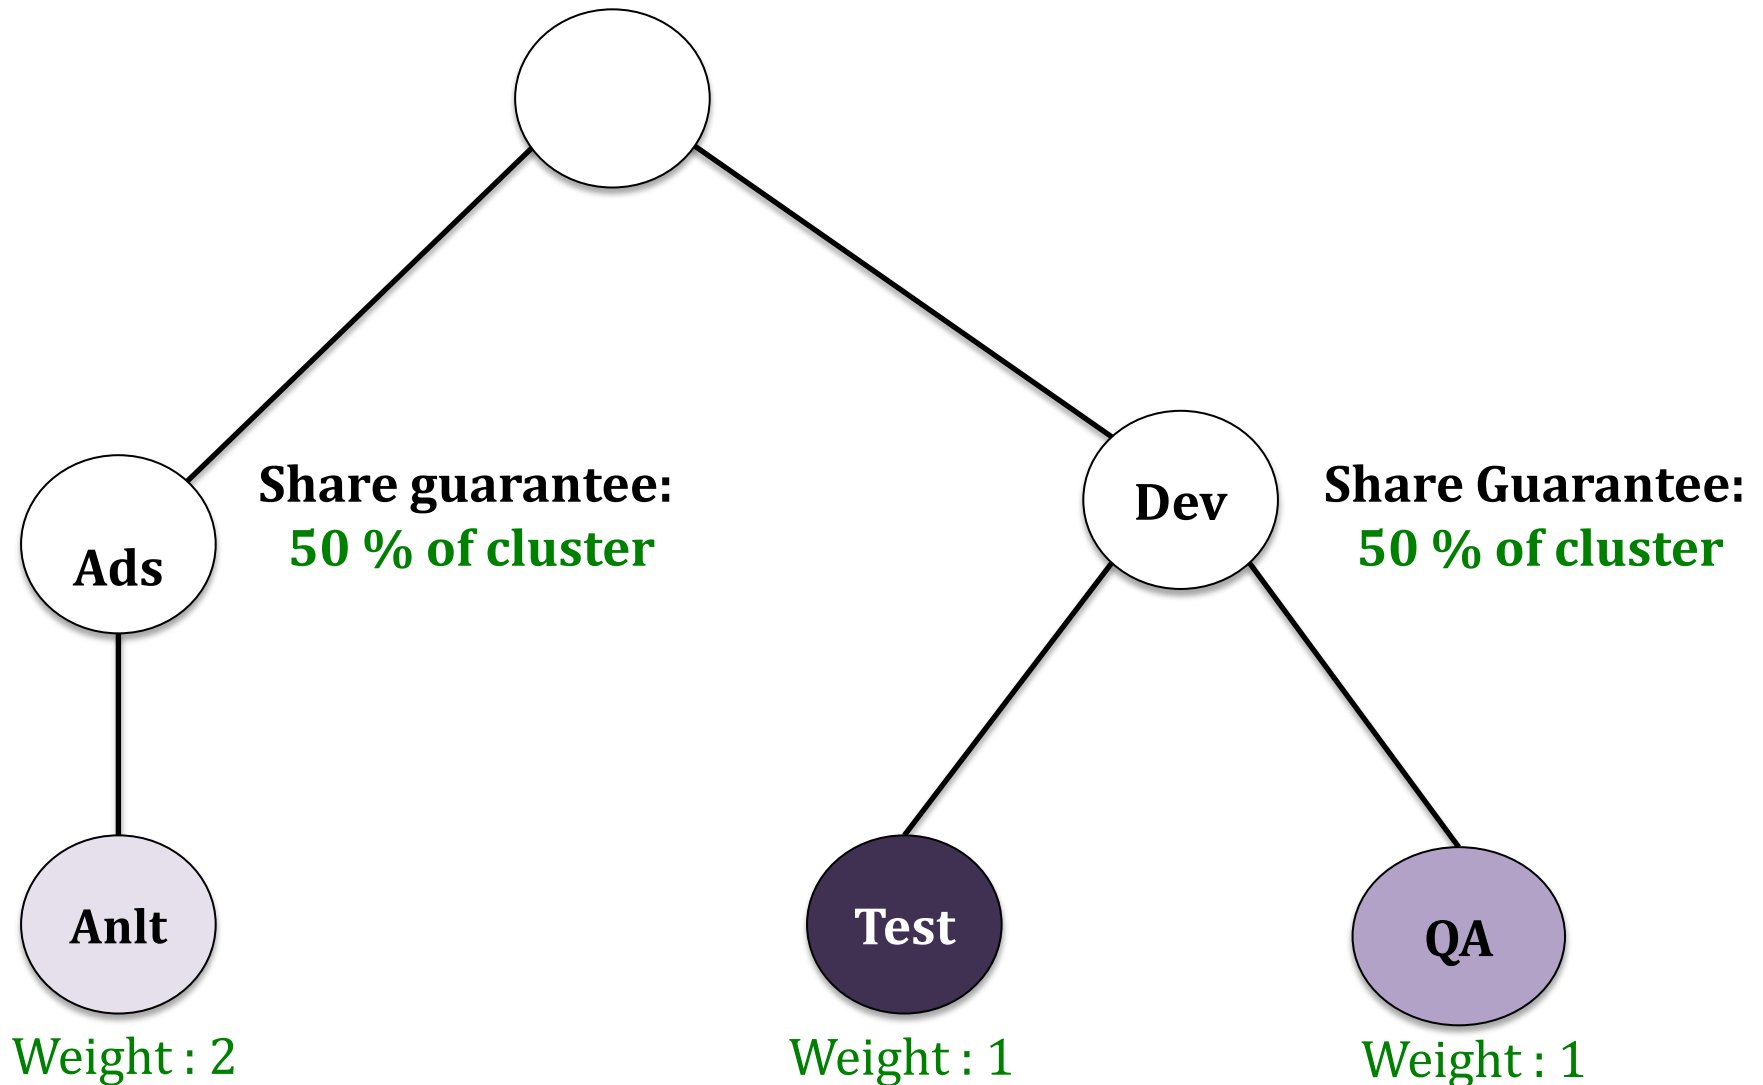 Share guarantee:
50 % of cluster
Ads
Dev
Share Guarantee:
50 % of cluster
Anlt
Test
QA
Weight : 2
Weight : 1
Weight : 1